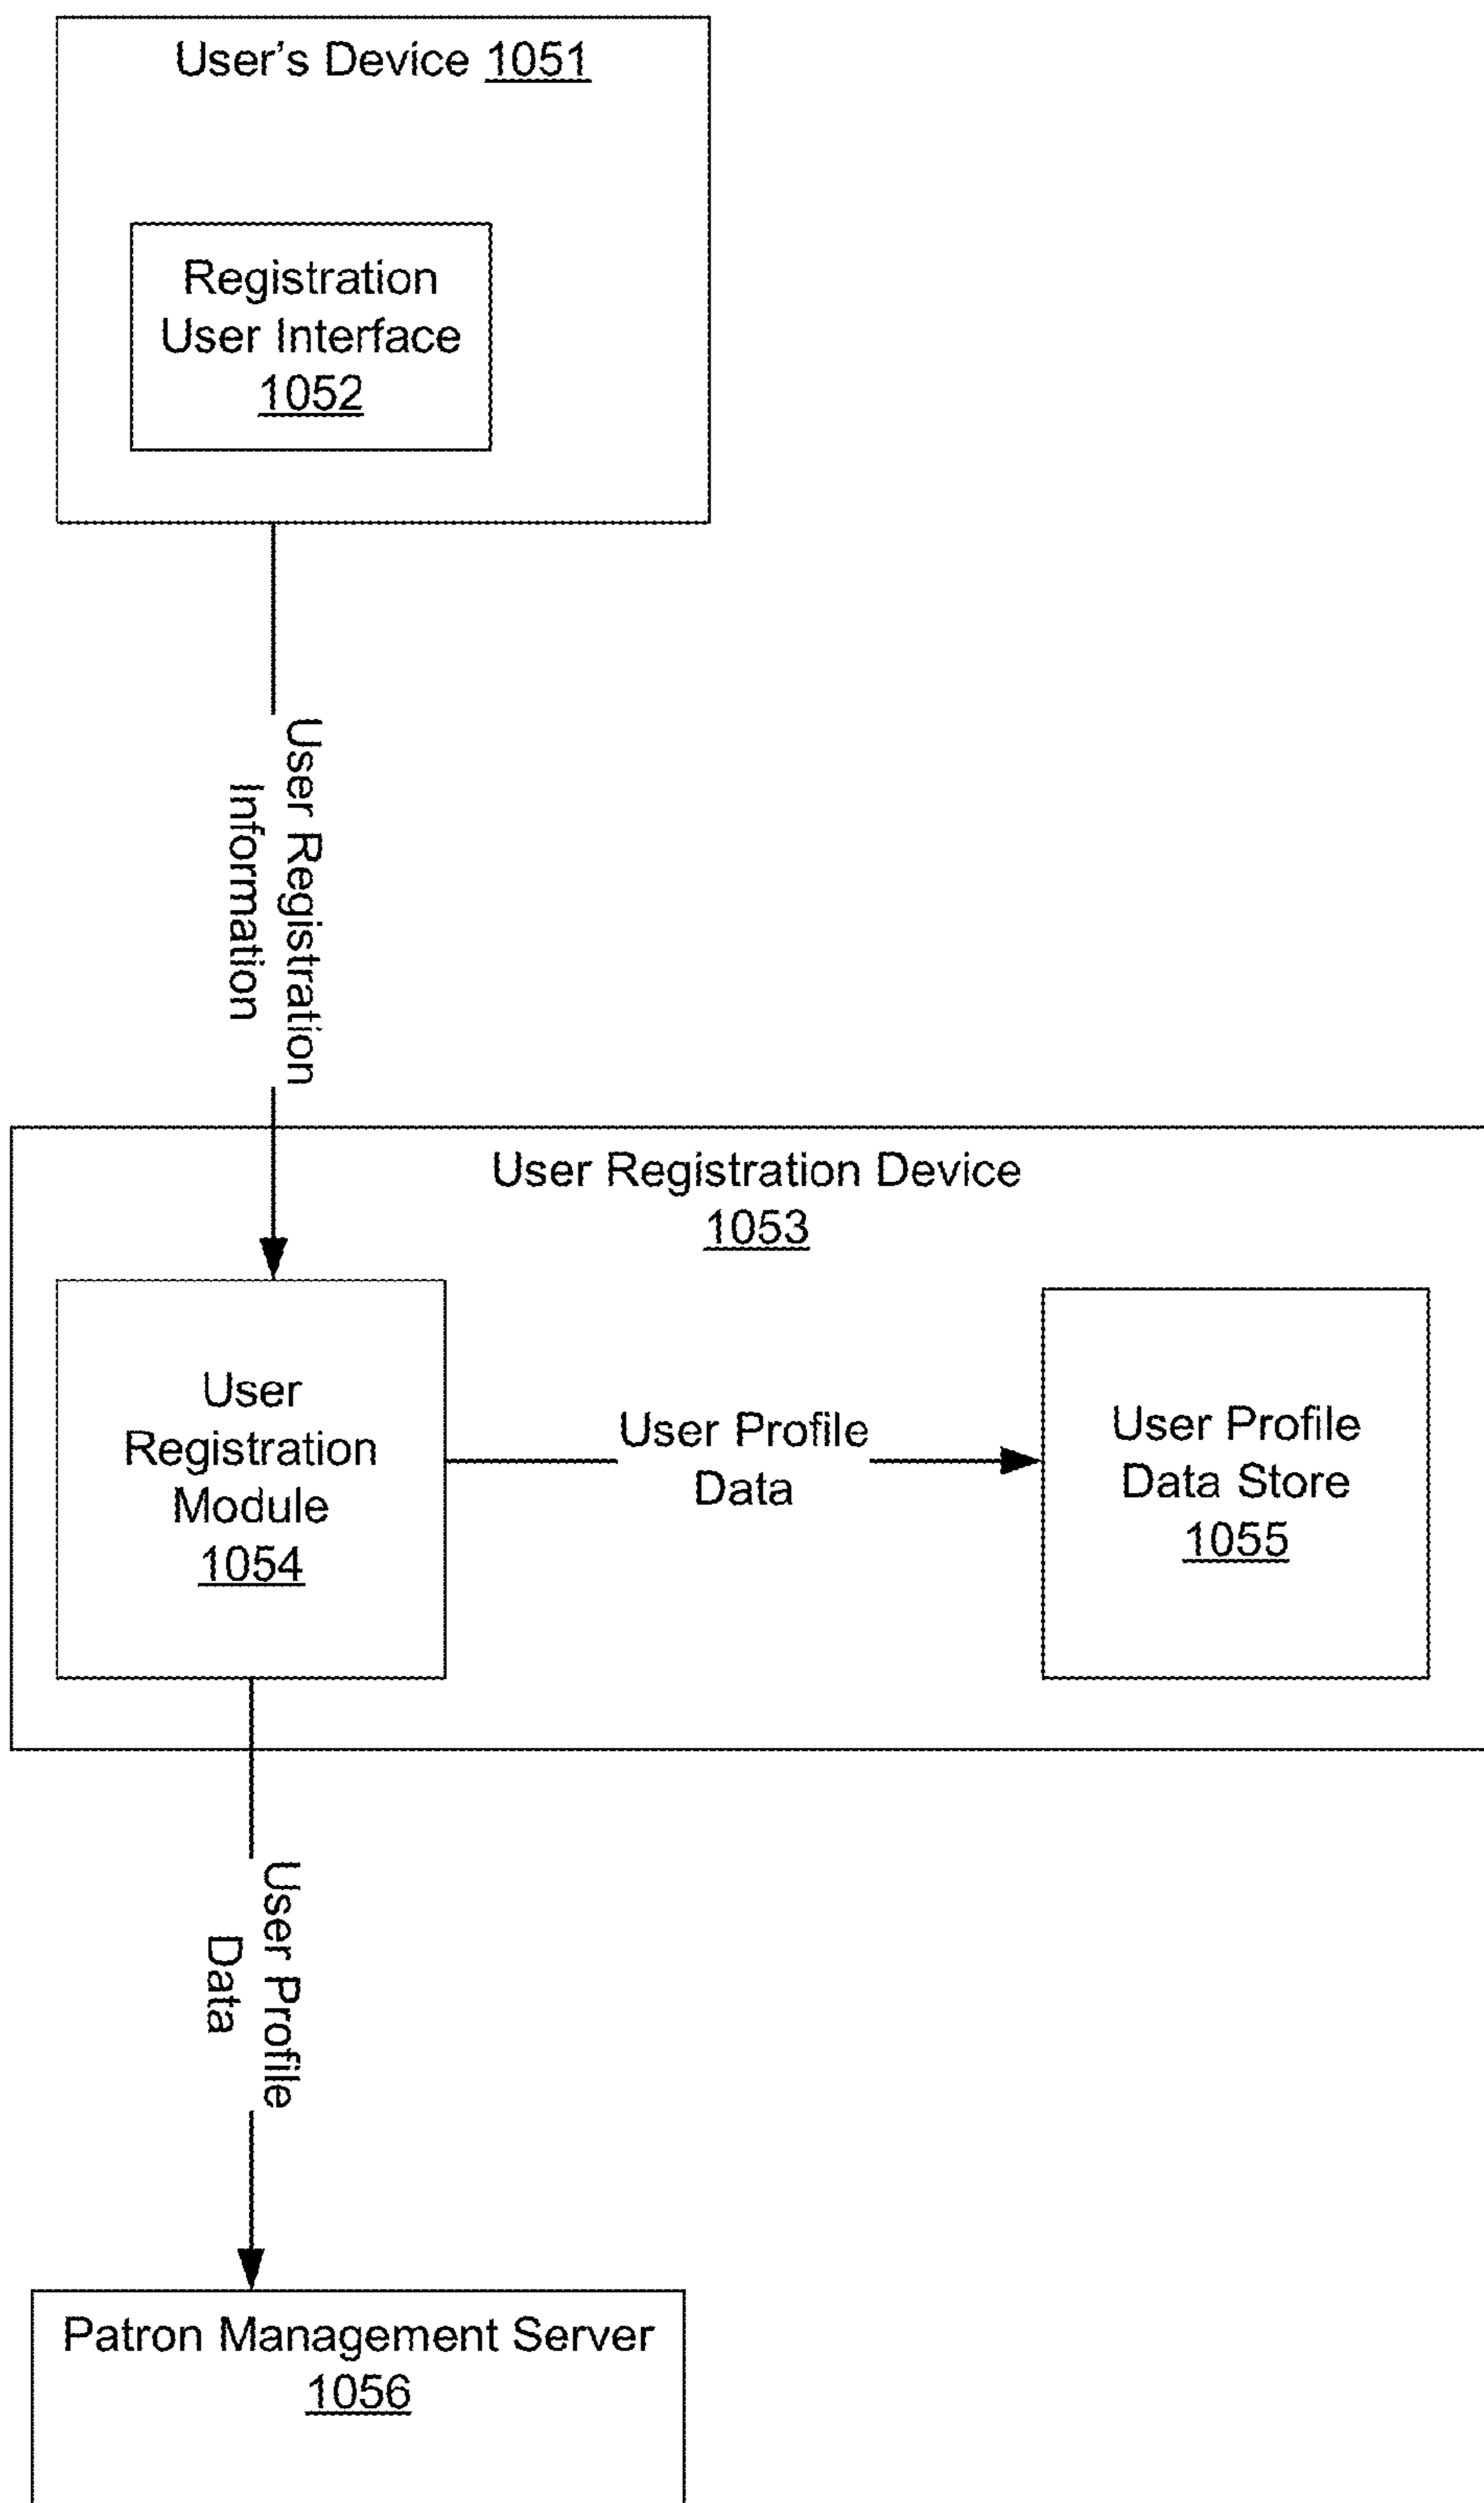 User's Device 1051
Registration
User Interface
1052
User Registration
Information
User Registration Device
1053
User
Registration
Module
1054
User Profile
Data
User Profile
Data Store
1055
User Profile
Data
Patron Management Server
1056